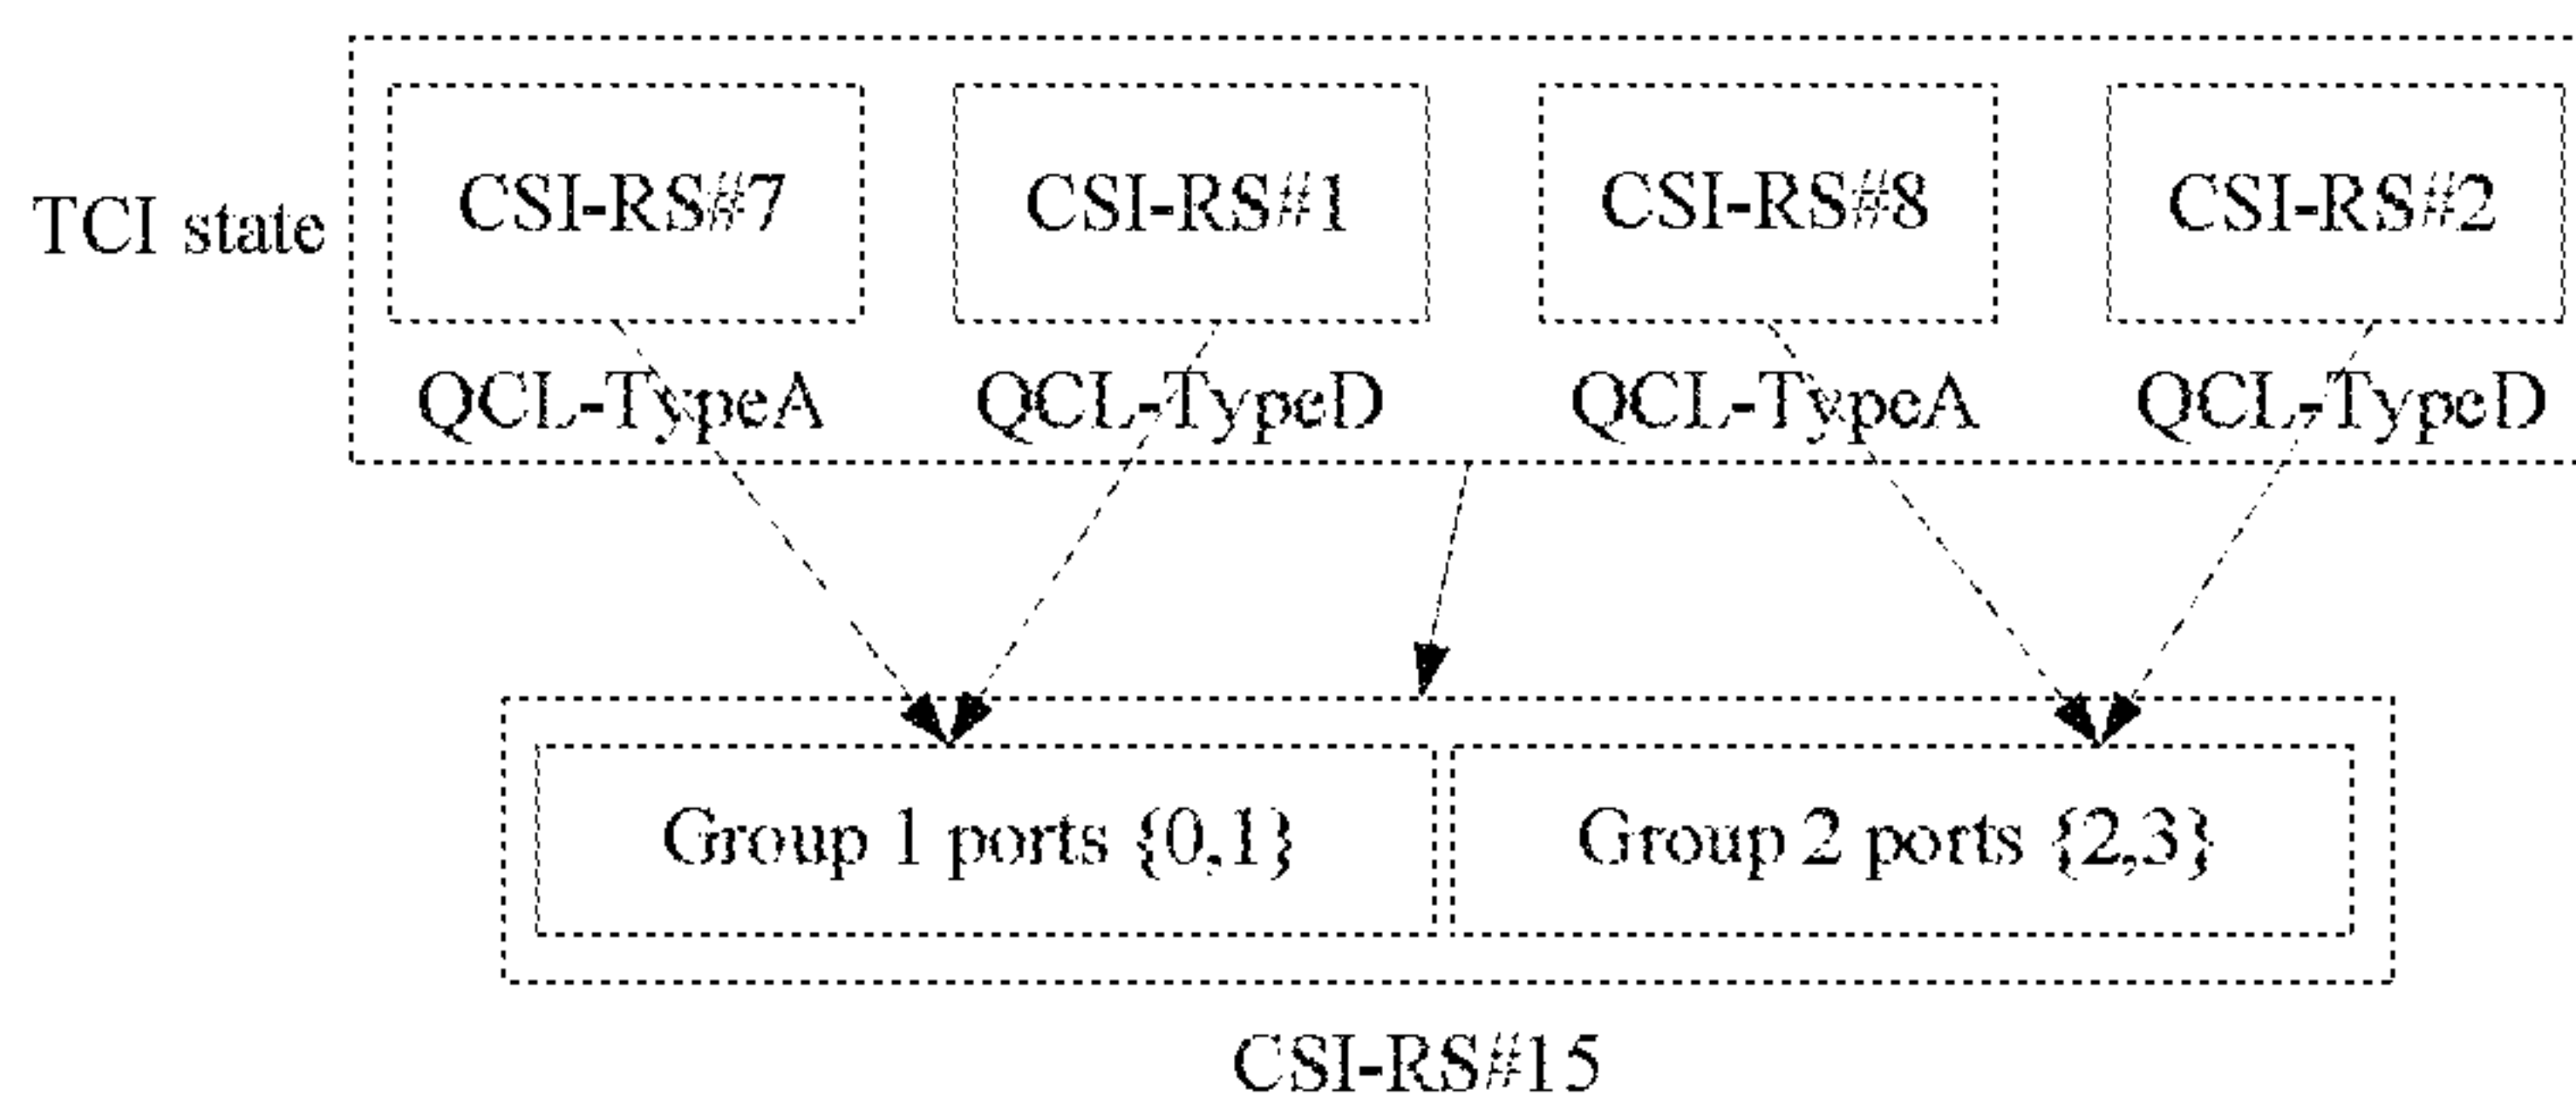 TCI state
CSI-RS#7
CSI-RS#1
CSI-RS#8
CSI-RS#2
QCL-TypeA
QCL-TypeD
QCL-TypeA
QCL-TypeD
Group 1 ports {0,1}
Group 2 ports {2,3}
CSI-RS#15